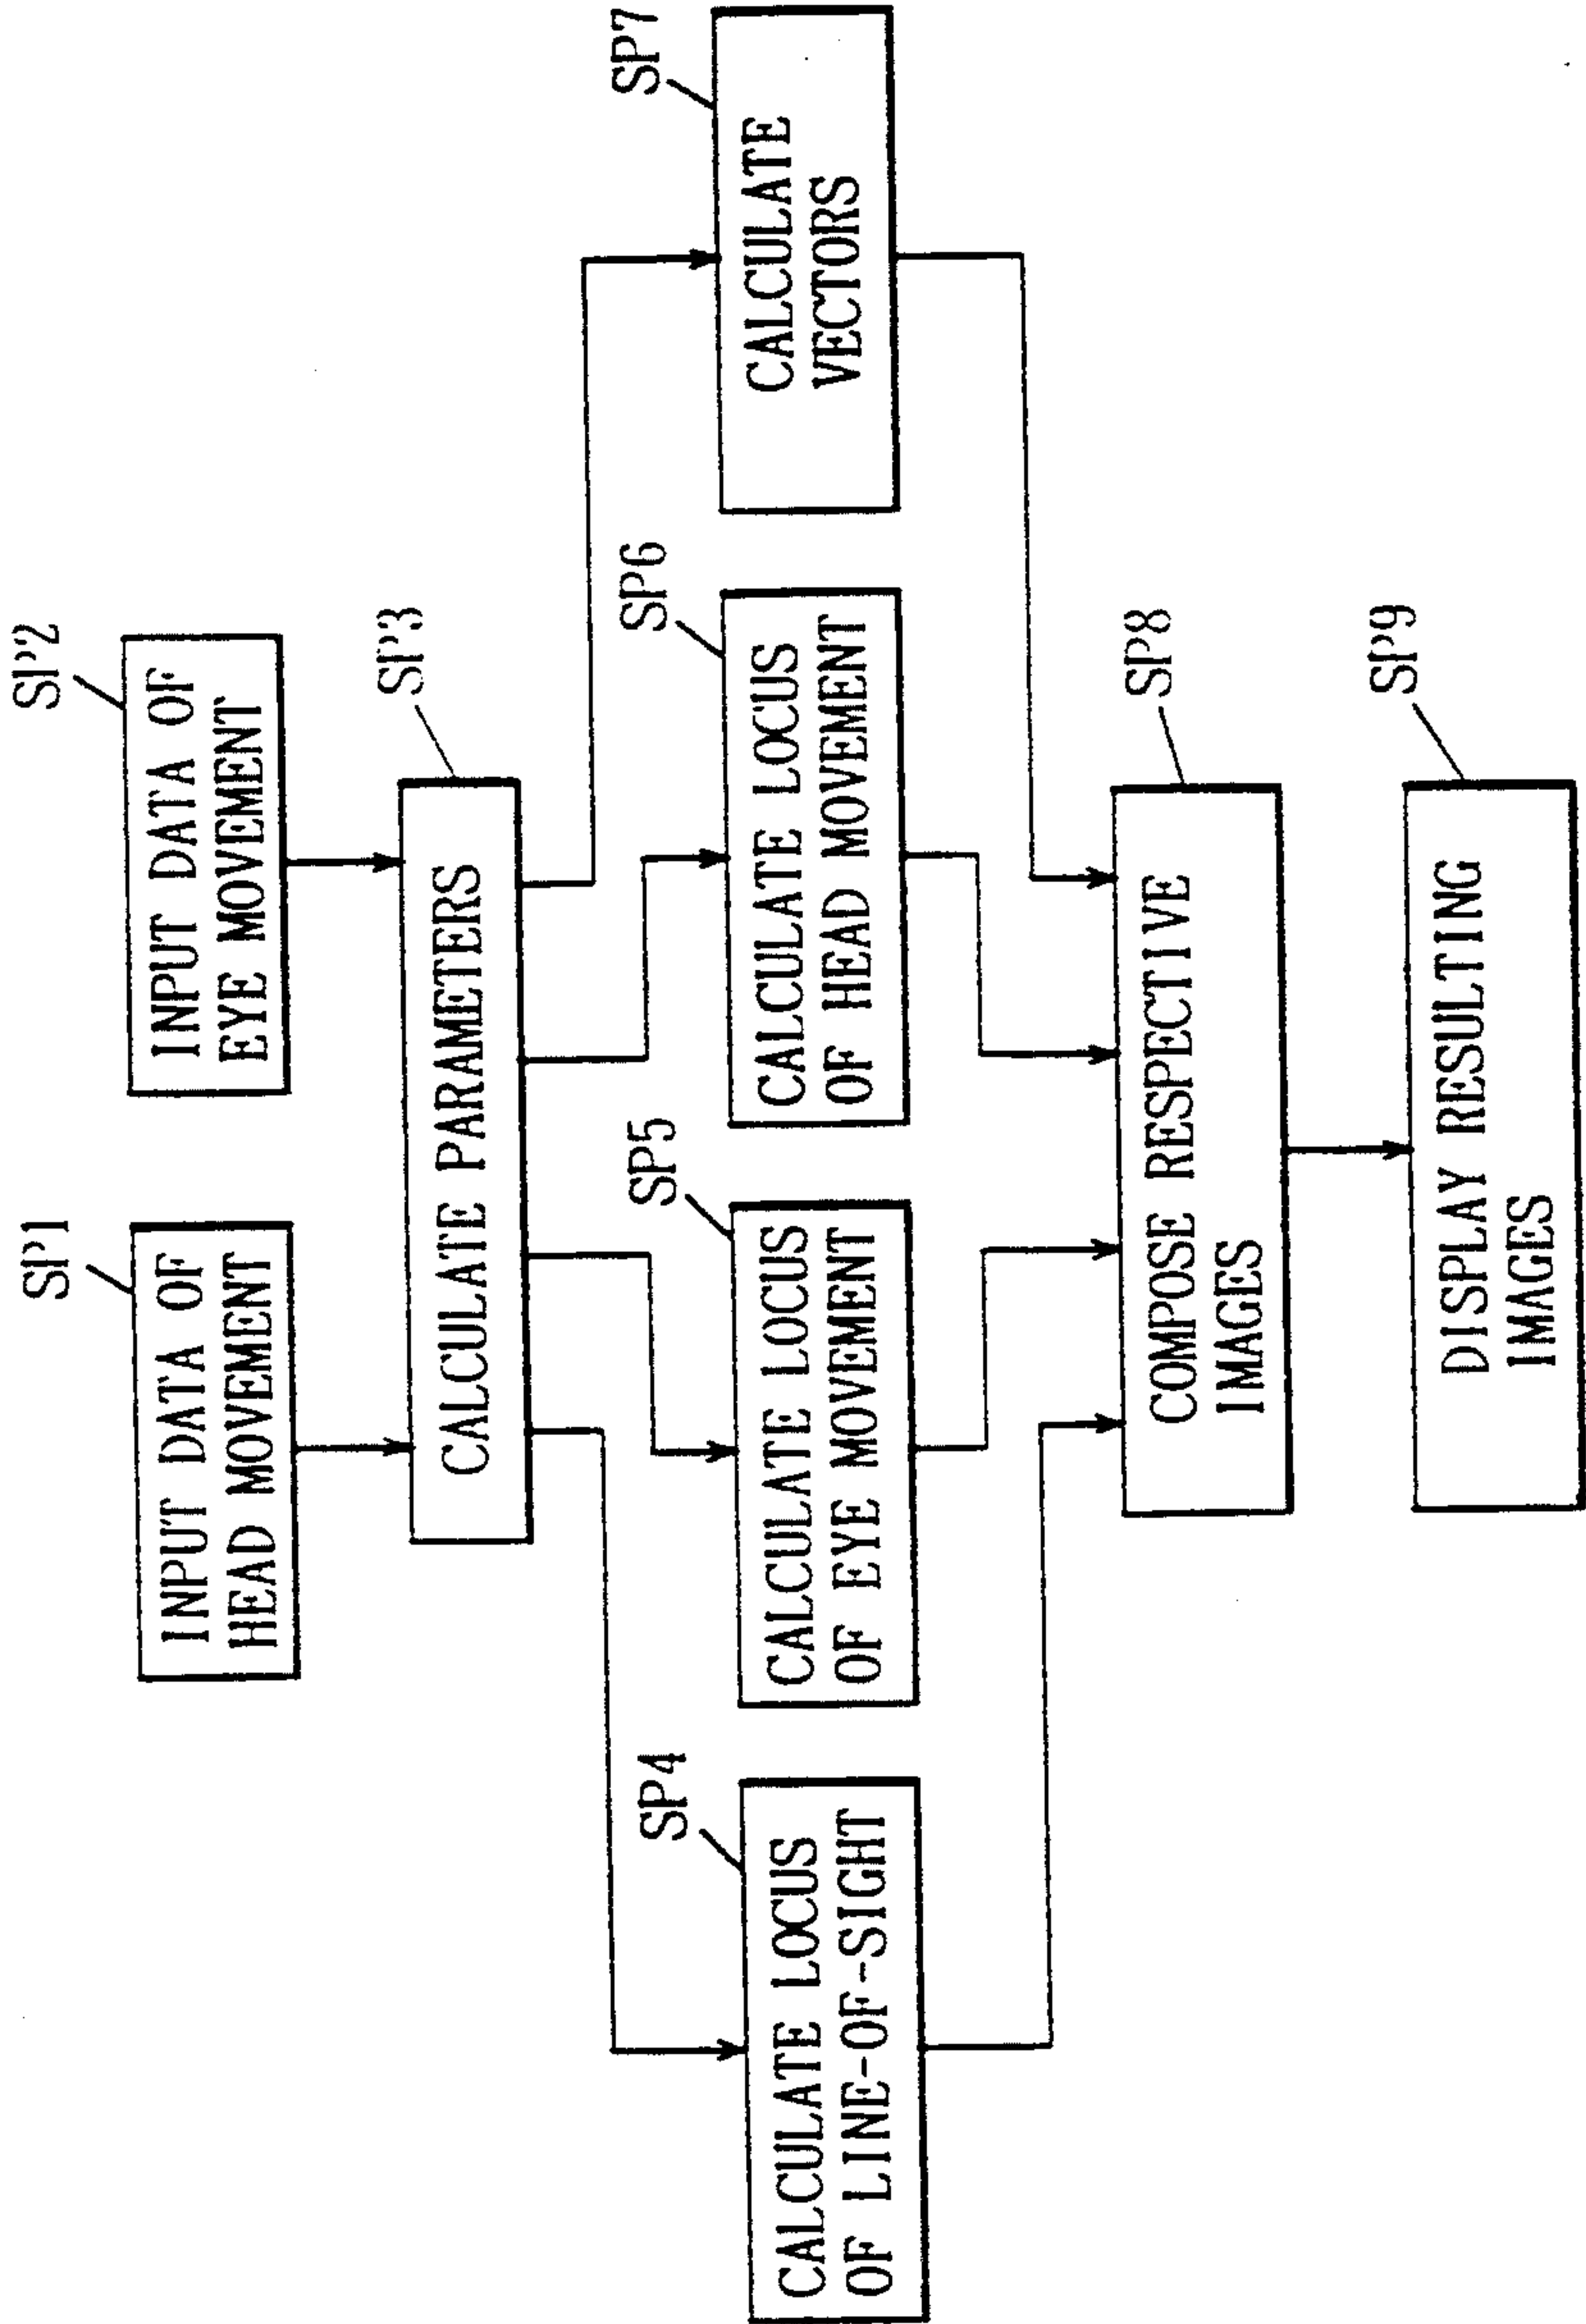 SP1
INPUT DATA OF
HEAD MOVEMENT
SP2
INPUT DATA OF
EYE MOVEMENT
SP3
CALCULATE PARAMETERS
SP4
CALCULATE LOCUS
OF LINE-OF-SIGHT
SP5
CALCULATE LOCUS
OF EYE MOVEMENT
SP6
CALCULATE LOCUS
OF HEAD MOVEMENT
SP7
CALCULATE
VECTORS
SP8
COMPOSE RESPECTIVE
IMAGES
SP9
DISPLAY RESULTING
IMAGES